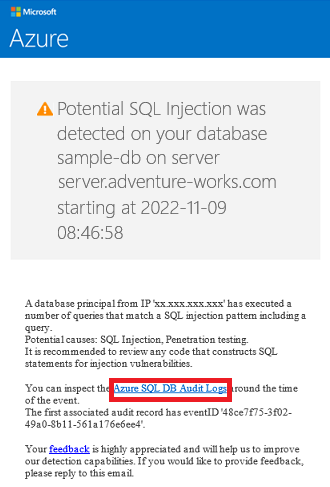 Microsoft
Azure
Potential SQL Injection was
detected on your database
sample-db on server
server.adventure-works.com
starting at 2022-11-09
08:46:58
A database principal from IP 'xx.xxx.xxx.xxx' has executed a
number of queries that match a SQL injection pattern including a
query.
Potential causes: SQL Injection, Penetration testing.
It is recommended to review any code that constructs SQL
statements for injection vulnerabilities.
You can inspect the Azure SQL DB Audit Logs around the time
of the event.
The first associated audit record has eventID '48ce7f75-3f02-
49a0-8b11-561a176e6ee4'.
Your feedback is highly appreciated and will help us to improve
our detection capabilities. If you would like to provide feedback,
please reply to this email.